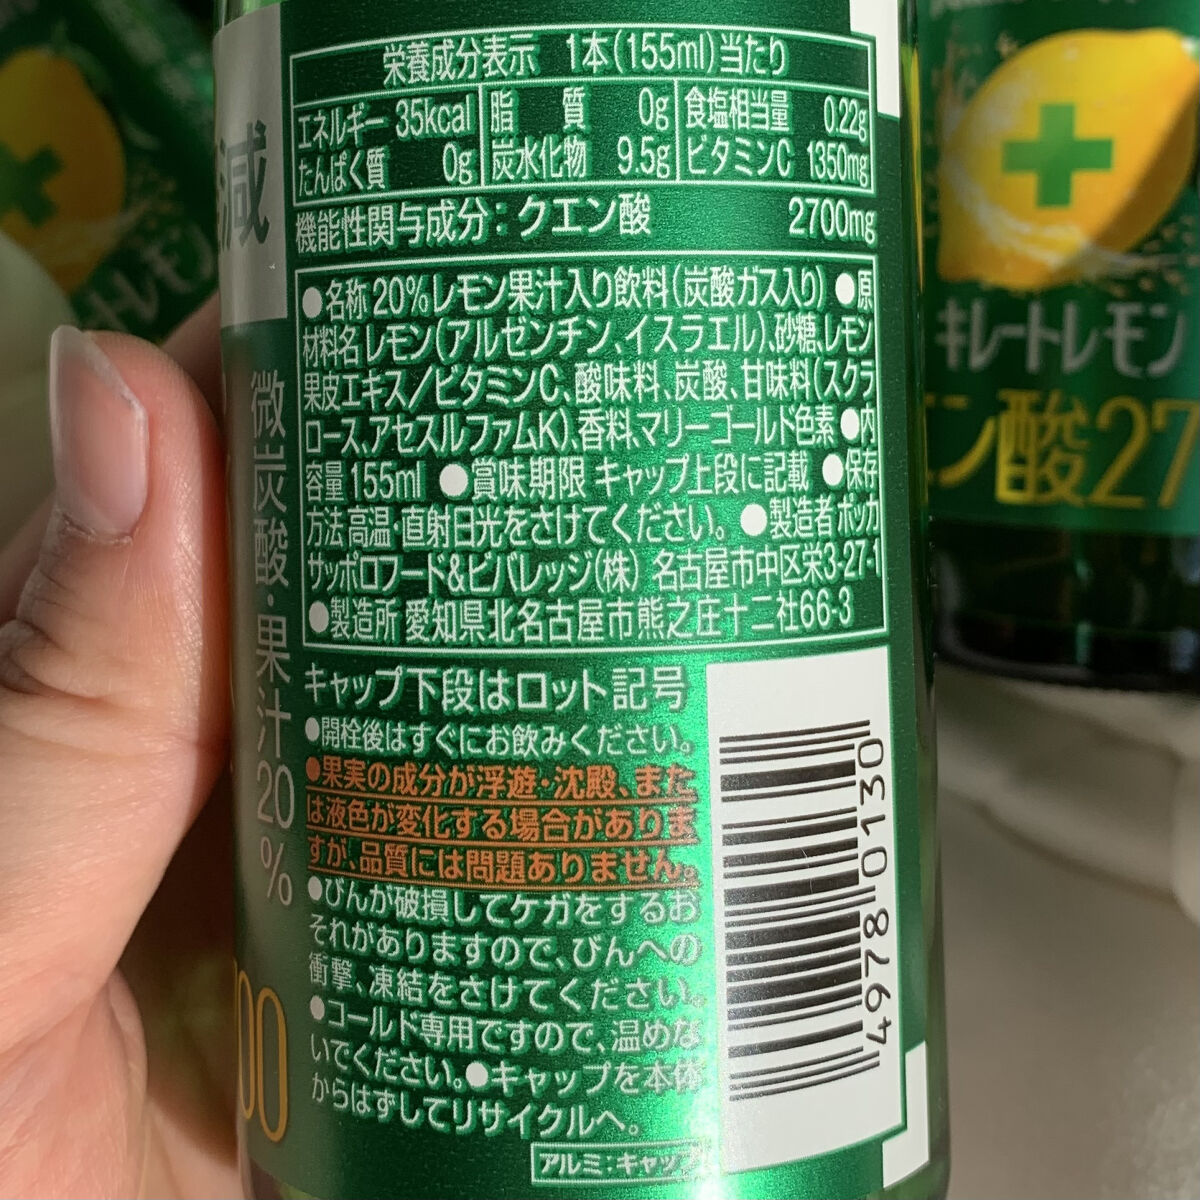 栄養成分表示 1本(155ml)当たり
エネルギー 35kcal 脂質 0g 食塩相当量 0.22g
たんぱく質 0g 炭水化物 9.5g ビタミンC 1350mg
機能性関与成分：クエン酸 2700mg
●名称 20%レモン果汁入り飲料(炭酸ガス入り) ●原
材料名 レモン(アルゼンチン、イスラエル)、砂糖、レモン
果皮エキス/ビタミンC、酸味料、炭酸、甘味料(スクラ
ロース、アセスルファムK)、香料、マリーゴールド色素 ●内
容量 155ml ●賞味期限 キャップ上段に記載 ●保存
方法 高温・直射日光をさけてください。 ●製造者 ポッカ
サッポロフード&ビバレッジ(株) 名古屋市中区栄3-27-1
●製造所 愛知県北名古屋市熊之庄十二社66-3
キャップ下段はロット記号
●開栓後はすぐにお飲みください。
●果実の成分が浮遊・沈殿、また
は液色が変化する場合がありま
すが、品質には問題ありません。
●びんが破損してケガをするお
それがありますので、びんへの
衝撃、凍結をさけてください。
●コールド専用ですので、温めな
いでください。●キャップを本体
からはずしてリサイクルへ。
アルミ：キャップ
4978 0130
減
微炭酸・果汁20%
700
キレートレモン
エン酸27
ートレモン